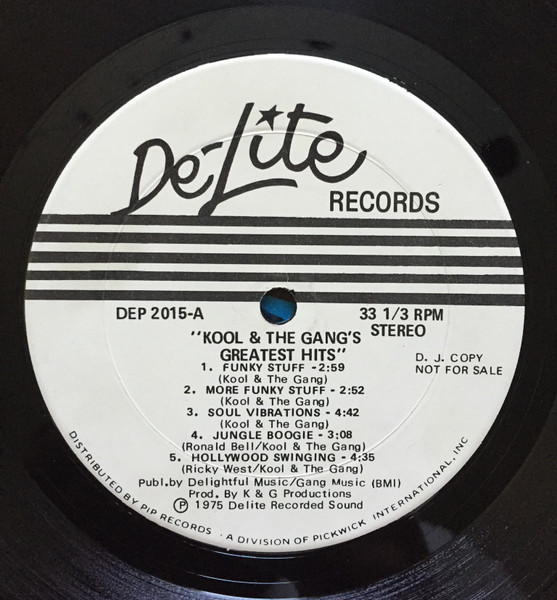 De-Lite
RECORDS
DEP 2015-A
33 1/3 RPM
STEREO
"KOOL & THE GANG'S
GREATEST HITS"
D. J. COPY
NOT FOR SALE
1. FUNKY STUFF - 2:59
(Kool & The Gang)
2. MORE FUNKY STUFF - 2:52
(Kool & The Gang)
3. SOUL VIBRATIONS - 4:42
(Kool & The Gang)
4. JUNGLE BOOGIE - 3:08
(Ronald Bell/Kool & The Gang)
5. HOLLYWOOD SWINGING - 4:35
(Ricky West/Kool & The Gang)
Publ.by Delightful Music/Gang Music (BMI)
Prod. By K & G Productions
℗ 1975 Delite Recorded Sound
DISTRIBUTED BY PIP RECORDS · A DIVISION OF PICKWICK INTERNATIONAL, INC